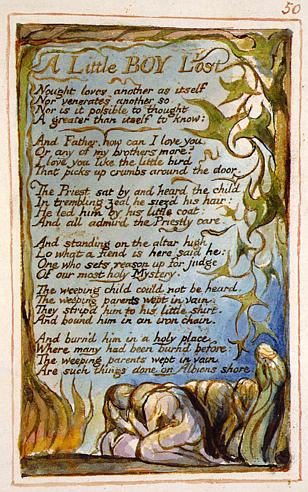 50
A Little BOY Lost
Nought loves another as itself
Nor venerates another so.
Nor is it possible to Thought
A greater than itself to know:
And Father, how can I love you,
Or any of my brothers more?
I love you like the little bird
That picks up crumbs around the door.
The Priest sat by and heard the child.
In trembling zeal he siez'd his hair:
He led him by his little coat:
And all admir'd the Priestly care.
And standing on the altar high,
Lo what a fiend is here! said he:
One who sets reason up for judge
Of our most holy Mystery.
The weeping child could not be heard.
The weeping parents wept in vain:
They strip'd him to his little shirt.
And bound him in an iron chain.
And burn'd him in a holy place,
Where many had been burn'd before:
The weeping parents wept in vain.
Are such things done on Albions shore.